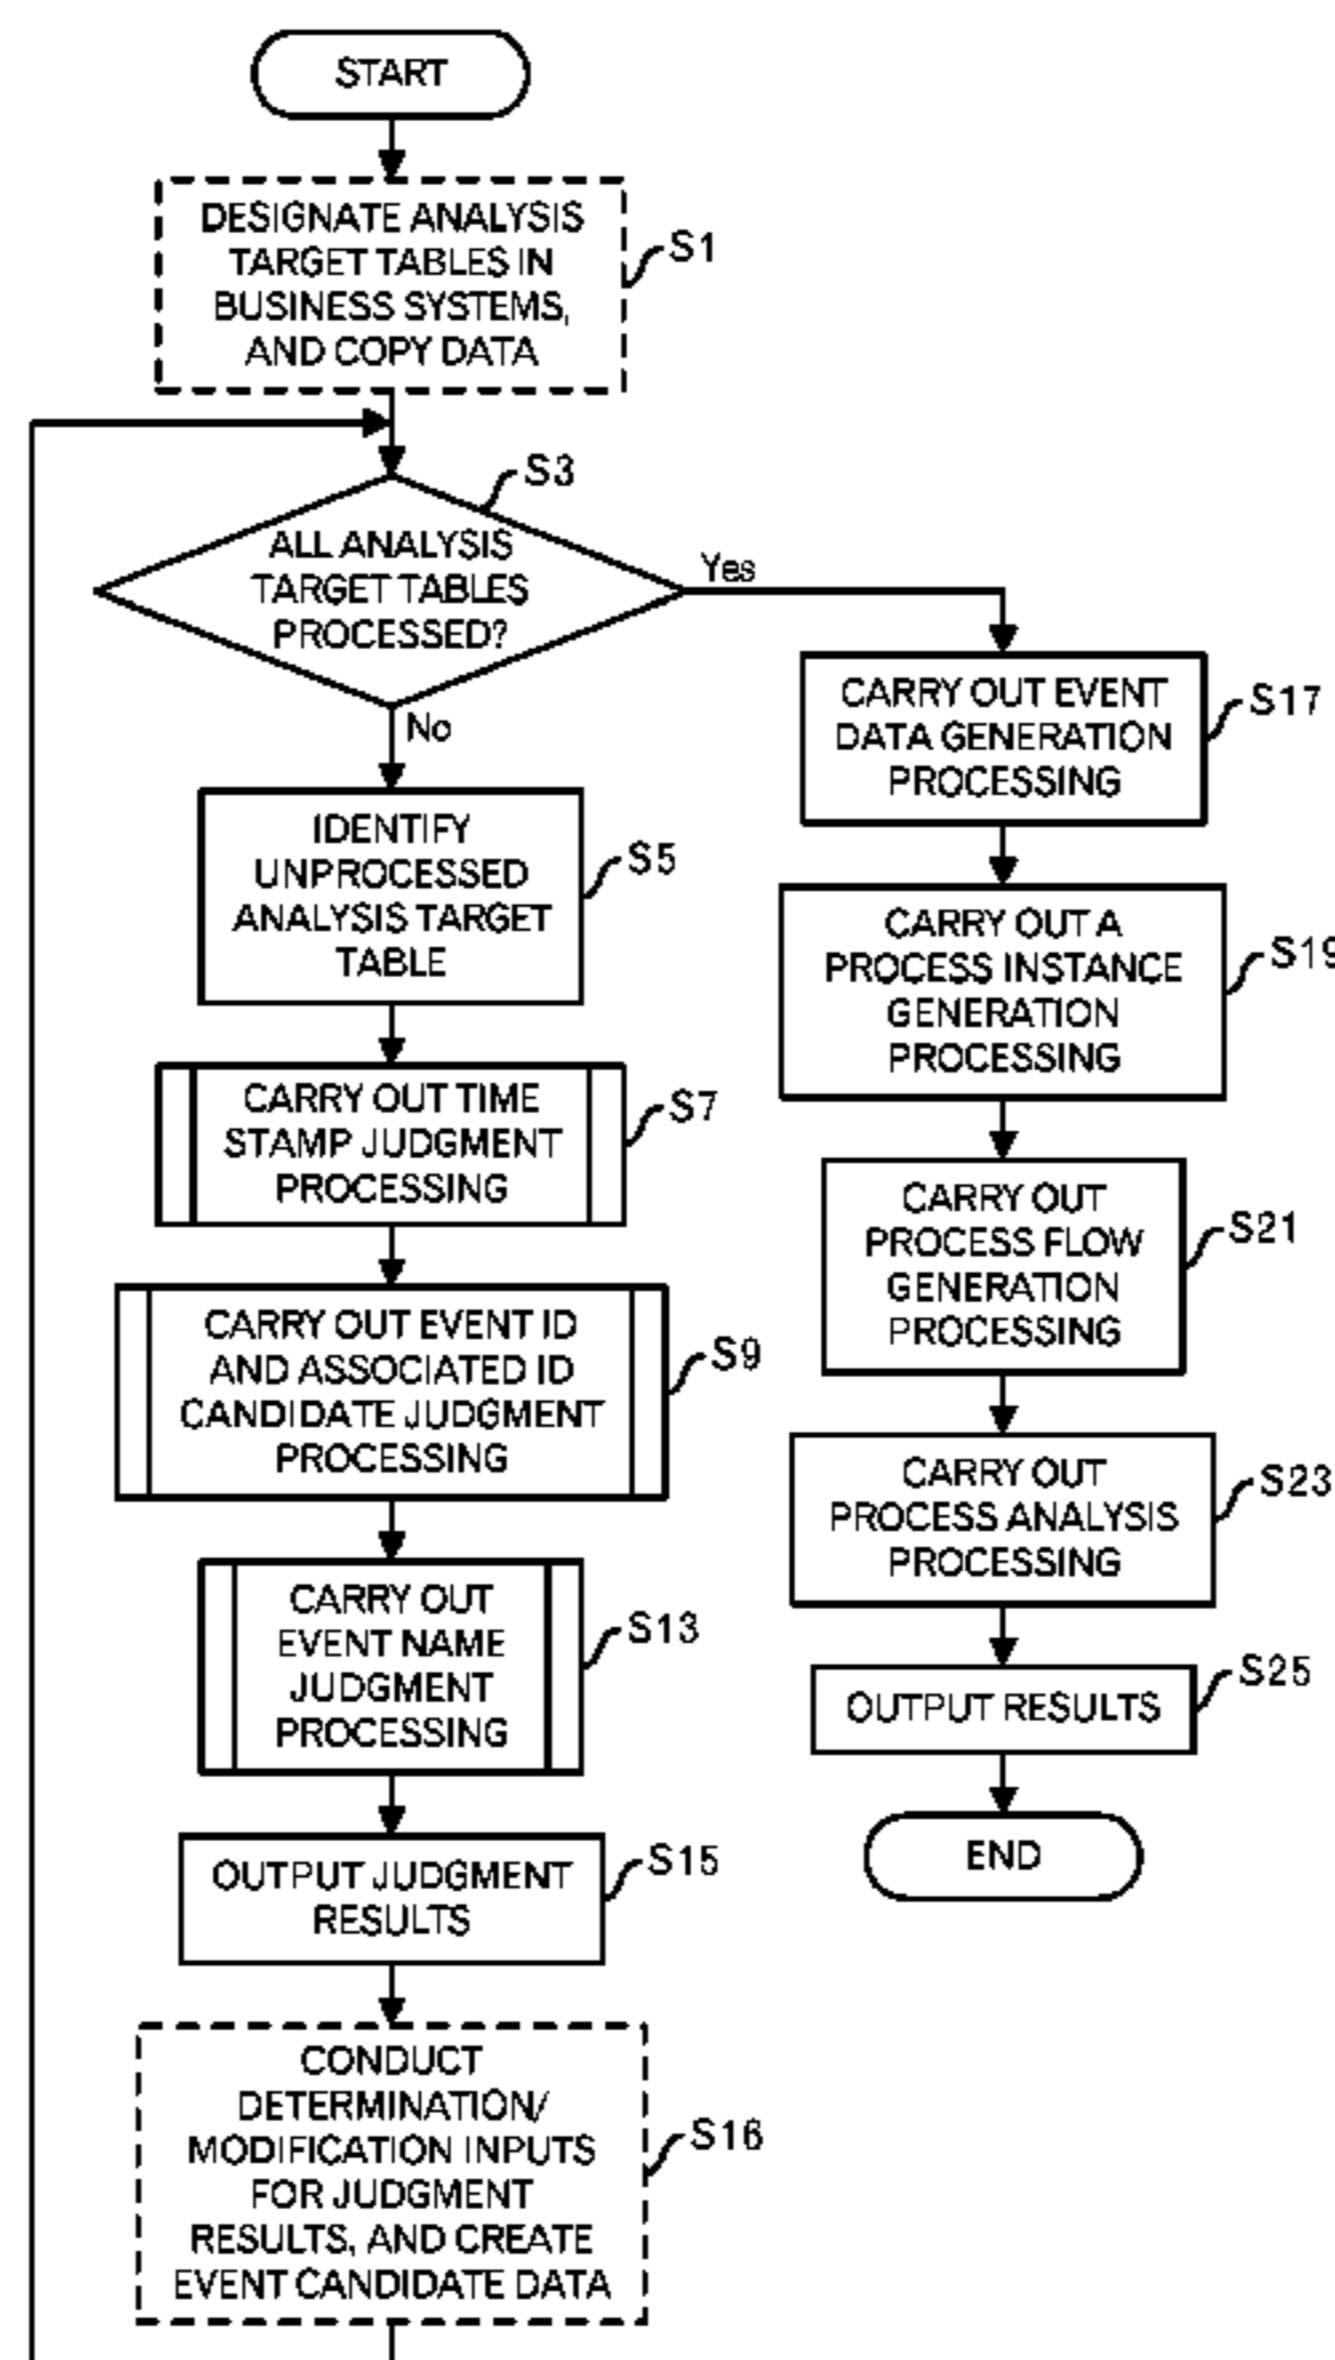 START
DESIGNATE ANALYSIS
TARGET TABLES IN
BUSINESS SYSTEMS,
AND COPY DATA
S1
S3
ALL ANALYSIS
TARGET TABLES
PROCESSED?
Yes
No
IDENTIFY
UNPROCESSED
ANALYSIS TARGET
TABLE
S5
CARRY OUT TIME
STAMP JUDGMENT
PROCESSING
S7
CARRY OUT EVENT ID
AND ASSOCIATED ID
CANDIDATE JUDGMENT
PROCESSING
S9
CARRY OUT
EVENT NAME
JUDGMENT
PROCESSING
S13
OUTPUT JUDGMENT
RESULTS
S15
CONDUCT
DETERMINATION/
MODIFICATION INPUTS
FOR JUDGMENT
RESULTS, AND CREATE
EVENT CANDIDATE DATA
S16
CARRY OUT EVENT
DATA GENERATION
PROCESSING
S17
CARRY OUT A
PROCESS INSTANCE
GENERATION
PROCESSING
S19
CARRY OUT
PROCESS FLOW
GENERATION
PROCESSING
S21
CARRY OUT
PROCESS ANALYSIS
PROCESSING
S23
OUTPUT RESULTS
S25
END